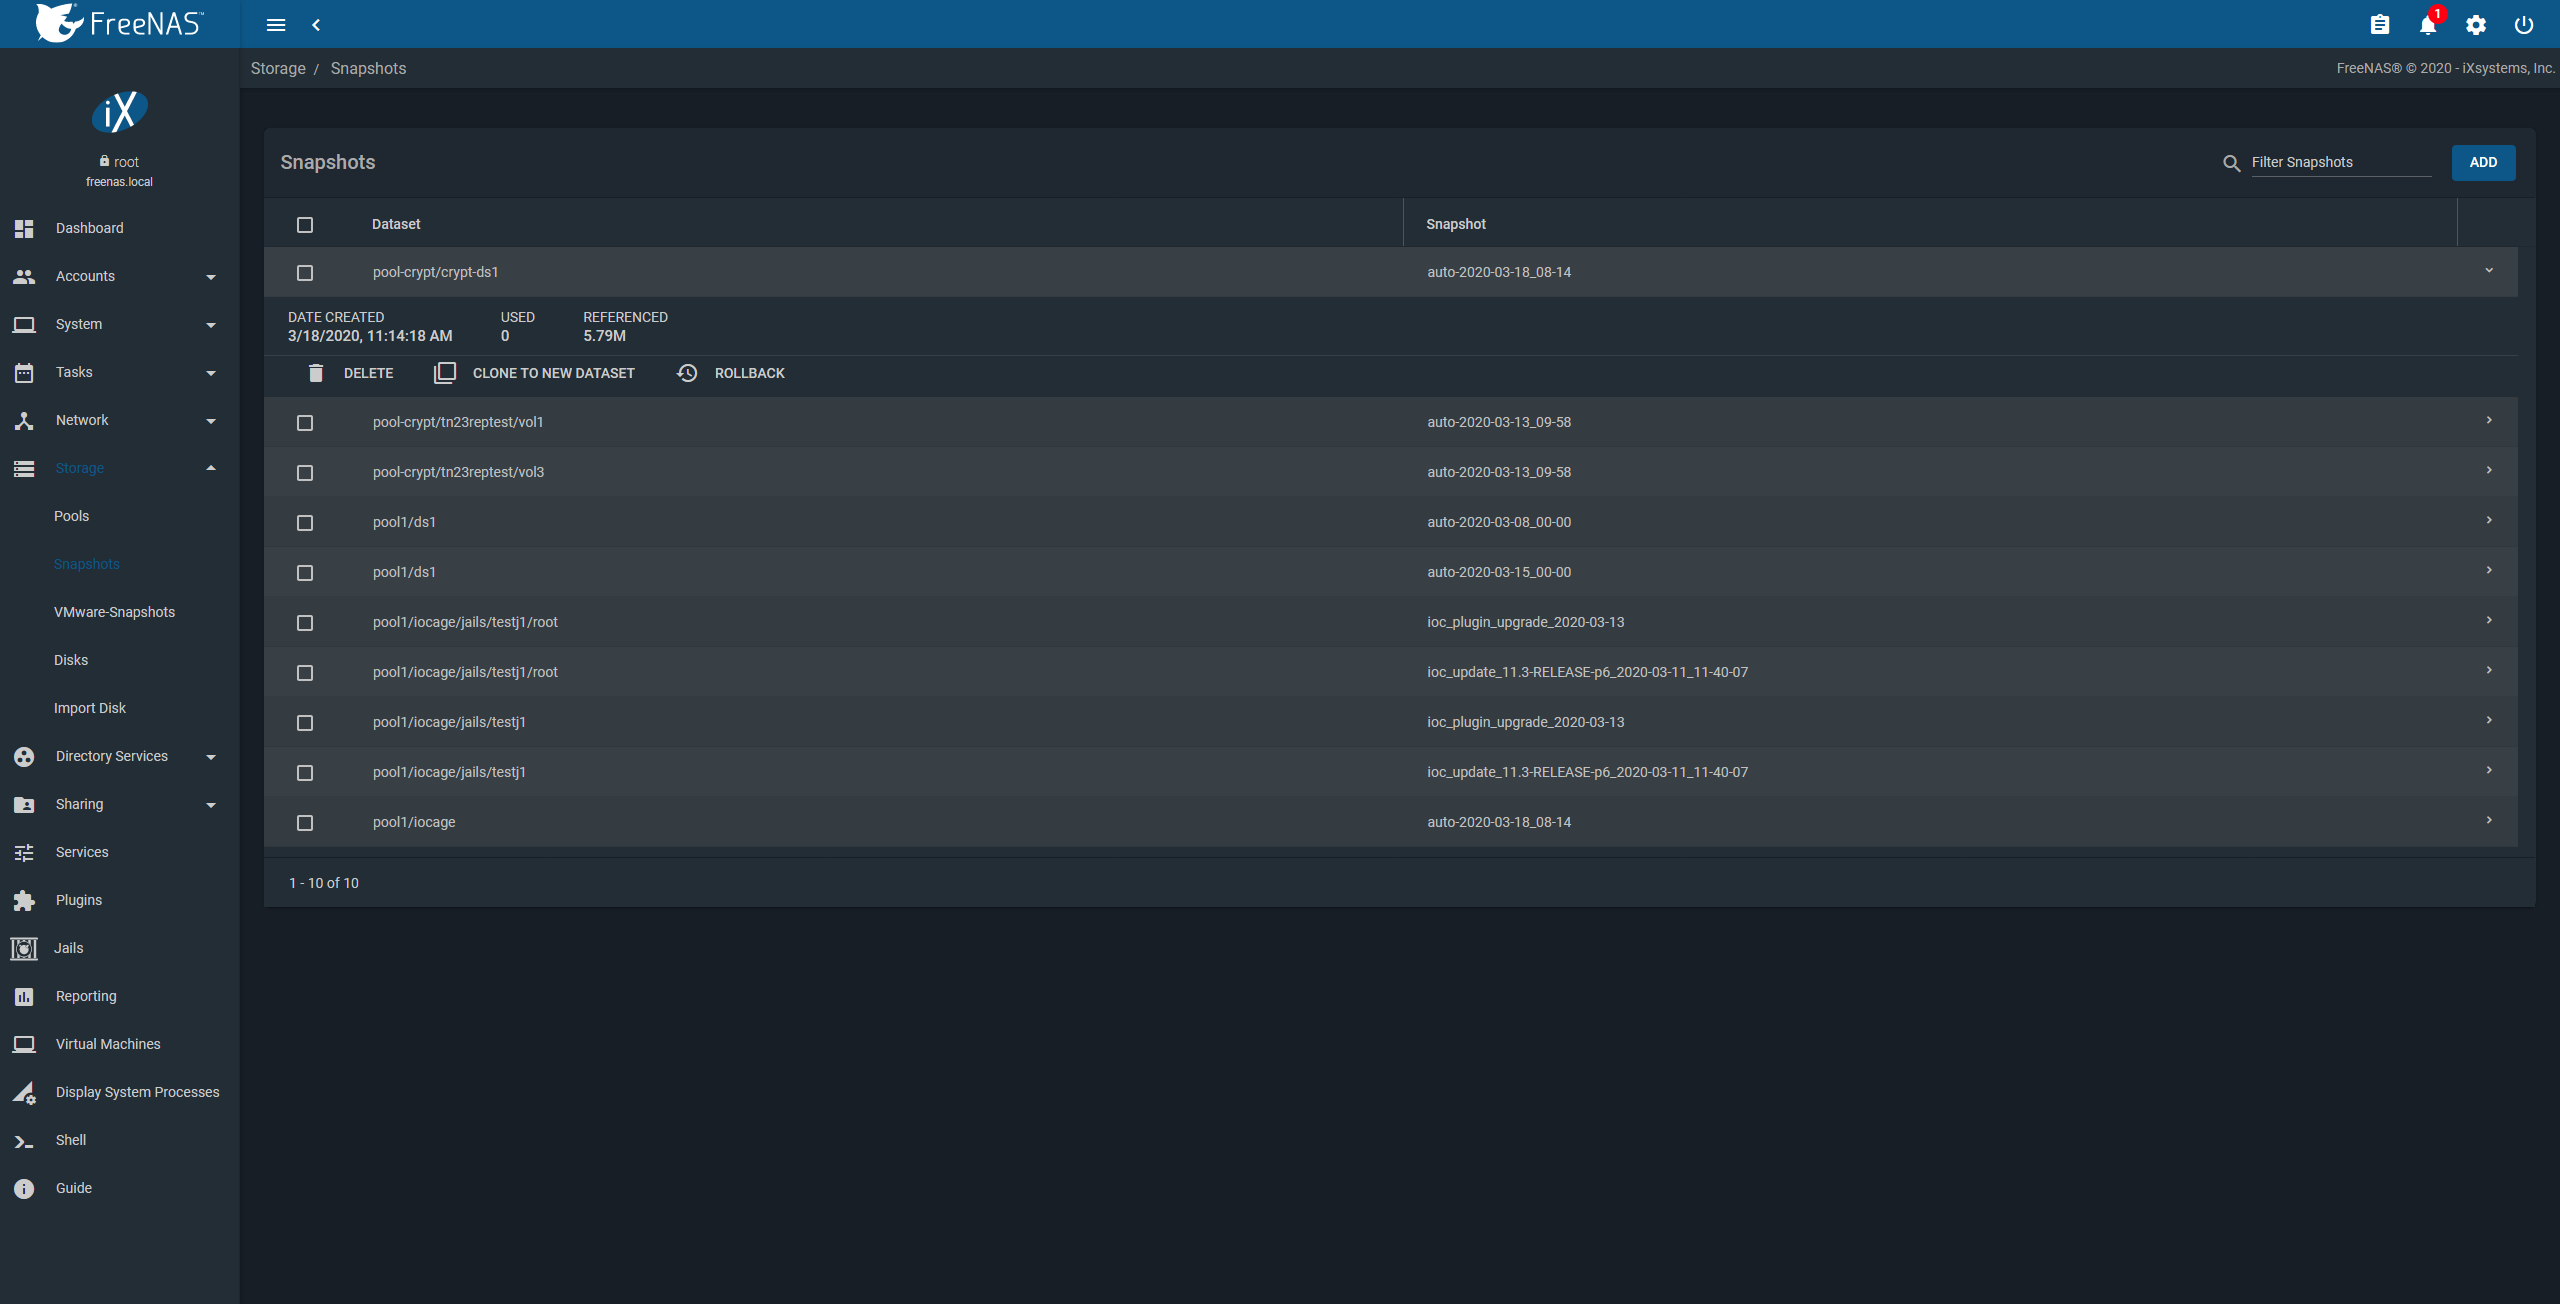 FreeNAS™
1
Storage / Snapshots
FreeNAS® © 2020 - iXsystems, Inc.
iX
root
freenas.local
Dashboard
Accounts
System
Tasks
Network
Storage
Pools
Snapshots
VMware-Snapshots
Disks
Import Disk
Directory Services
Sharing
Services
Plugins
Jails
Reporting
Virtual Machines
Display System Processes
Shell
Guide
Snapshots
Filter Snapshots
ADD
Dataset Snapshot
pool-crypt/crypt-ds1 auto-2020-03-18_08-14
DATE CREATED USED REFERENCED
3/18/2020, 11:14:18 AM 0 5.79M
DELETE CLONE TO NEW DATASET ROLLBACK
pool-crypt/tn23reptest/vol1 auto-2020-03-13_09-58
pool-crypt/tn23reptest/vol3 auto-2020-03-13_09-58
pool1/ds1 auto-2020-03-08_00-00
pool1/ds1 auto-2020-03-15_00-00
pool1/iocage/jails/testj1/root ioc_plugin_upgrade_2020-03-13
pool1/iocage/jails/testj1/root ioc_update_11.3-RELEASE-p6_2020-03-11_11-40-07
pool1/iocage/jails/testj1 ioc_plugin_upgrade_2020-03-13
pool1/iocage/jails/testj1 ioc_update_11.3-RELEASE-p6_2020-03-11_11-40-07
pool1/iocage auto-2020-03-18_08-14
1 - 10 of 10